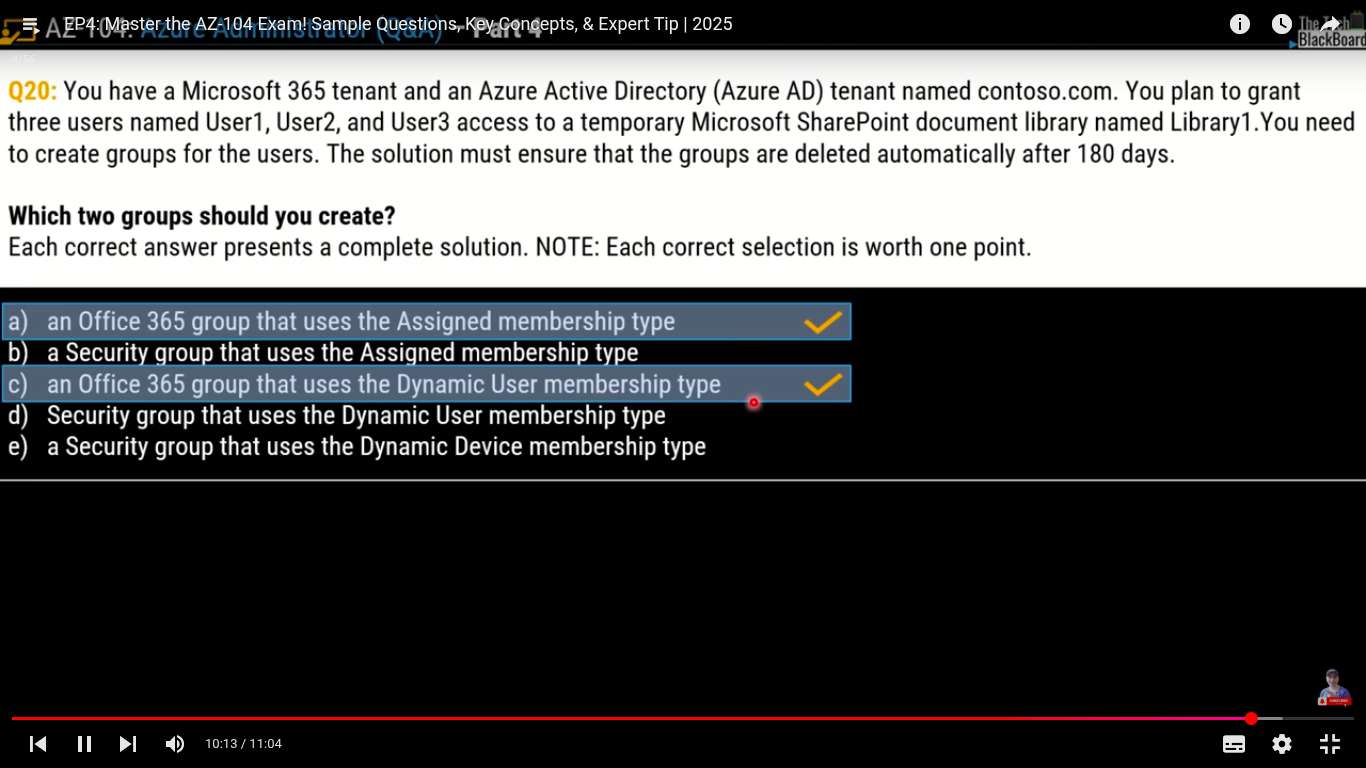 EP4: Master the AZ-104 Exam! Sample Questions, Key Concepts, & Expert Tip | 2025
AZ-104: Azure Administrator (Q&A) - Part 4
The Tech
BlackBoard
Q20: You have a Microsoft 365 tenant and an Azure Active Directory (Azure AD) tenant named contoso.com. You plan to grant
three users named User1, User2, and User3 access to a temporary Microsoft SharePoint document library named Library1.You need
to create groups for the users. The solution must ensure that the groups are deleted automatically after 180 days.
Which two groups should you create?
Each correct answer presents a complete solution. NOTE: Each correct selection is worth one point.
a) an Office 365 group that uses the Assigned membership type
b) a Security group that uses the Assigned membership type
c) an Office 365 group that uses the Dynamic User membership type
d) Security group that uses the Dynamic User membership type
e) a Security group that uses the Dynamic Device membership type
10:13 / 11:04